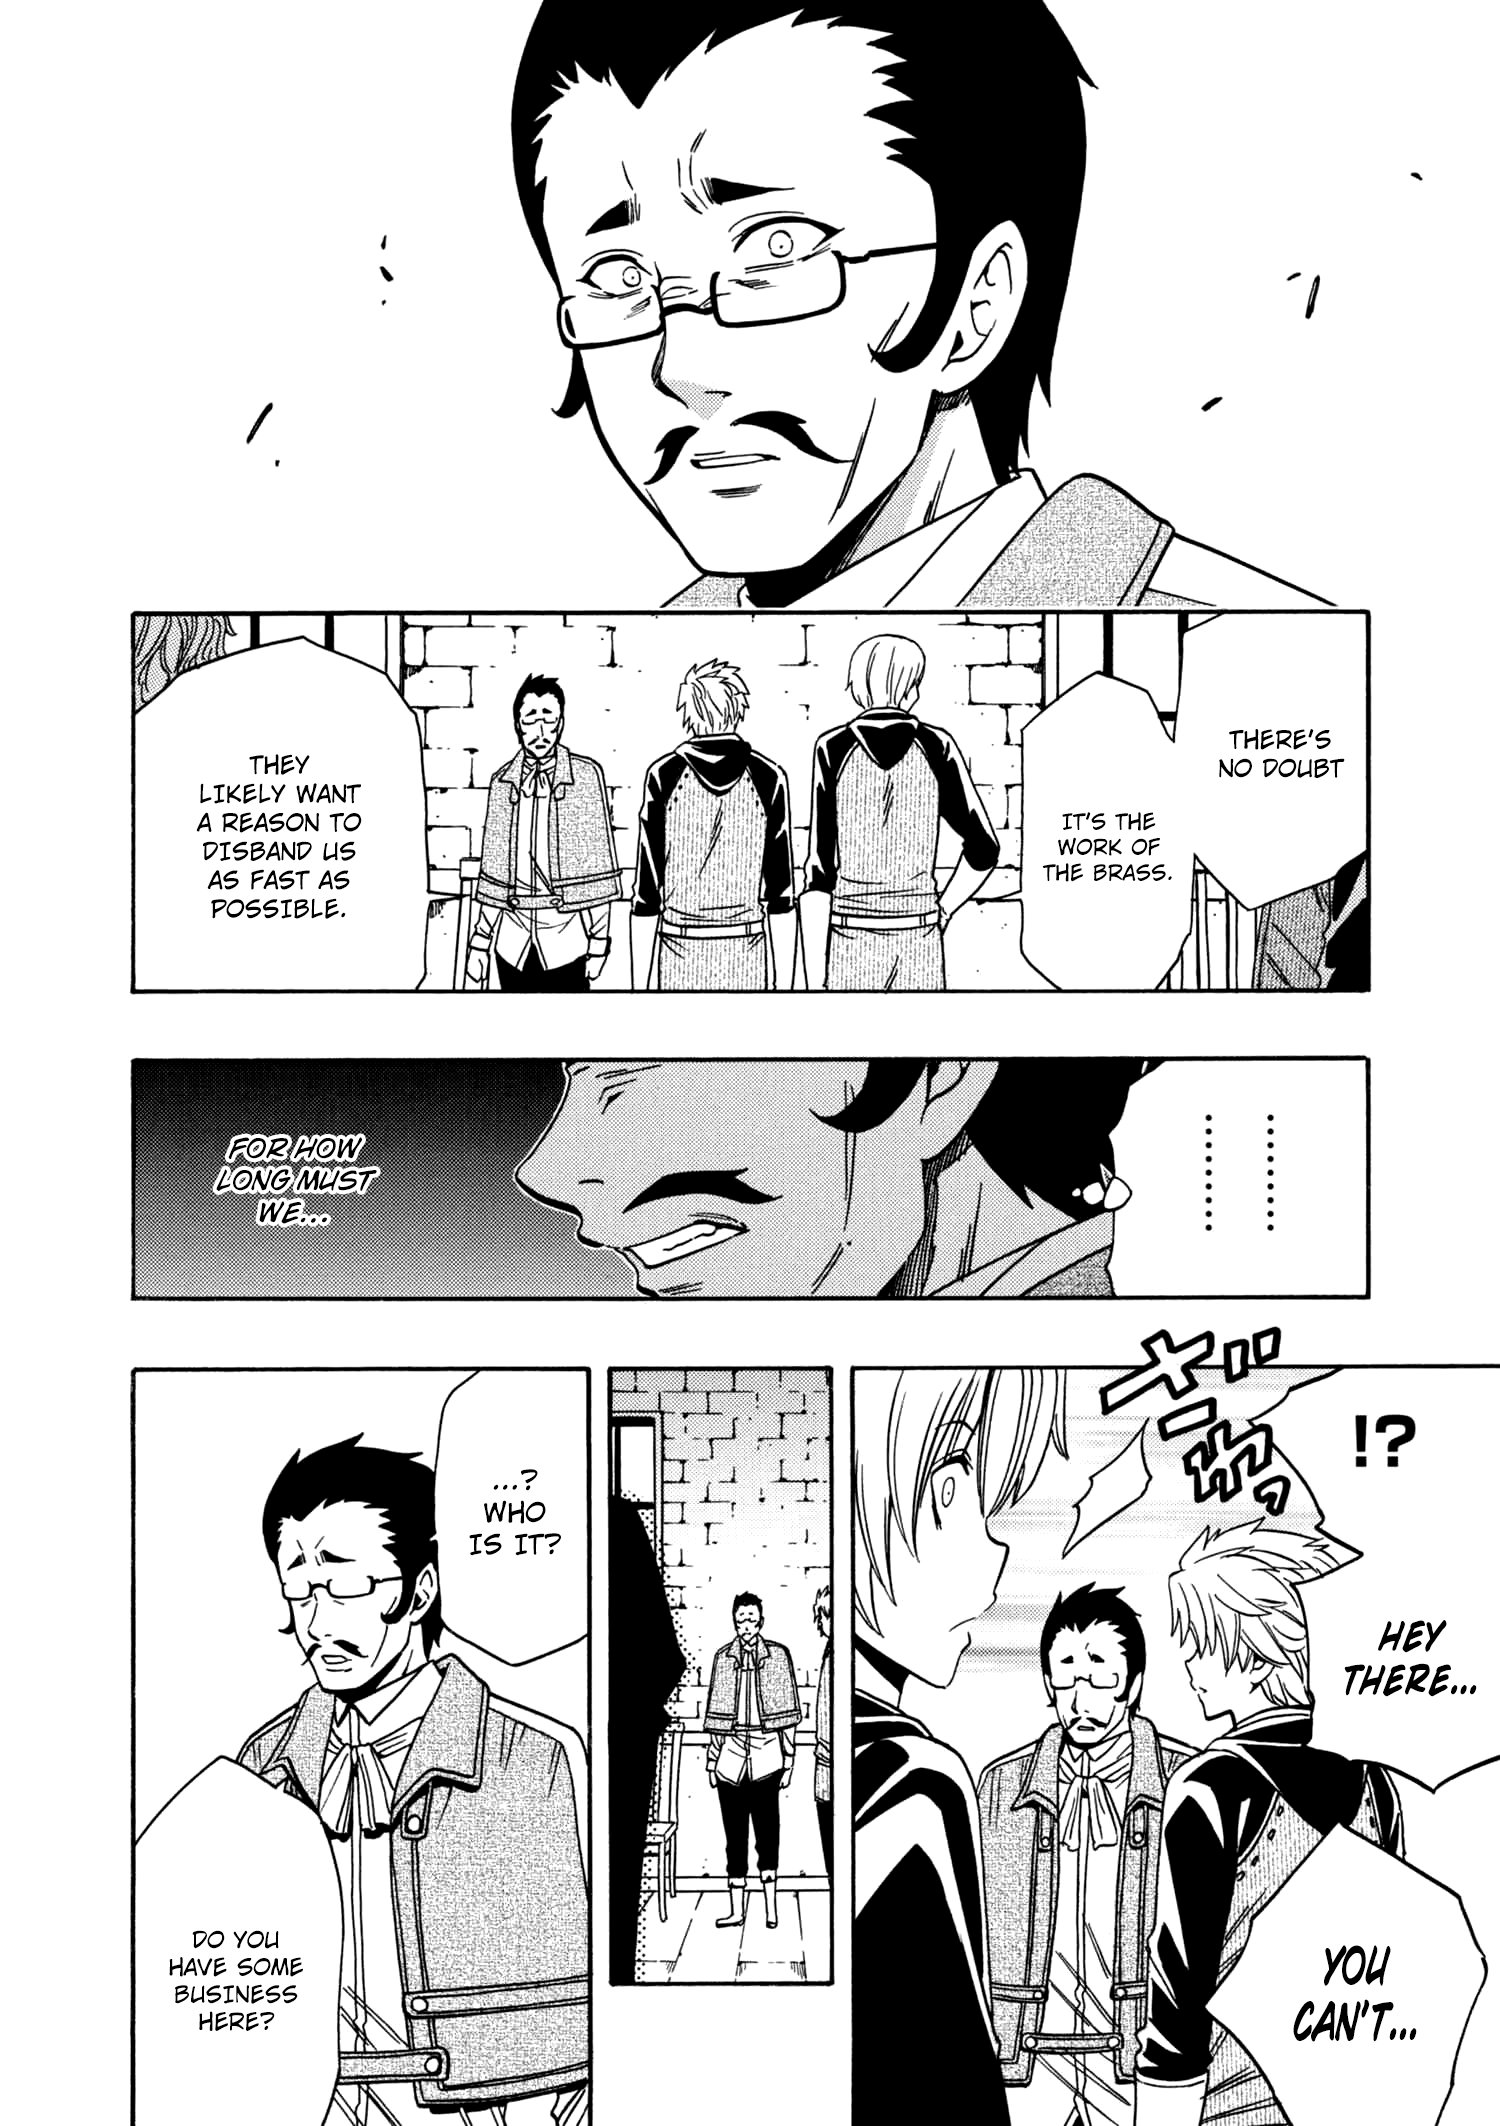 THERE'S
NO DOUBT
IT'S THE
WORK OF
THE BRASS.
THEY
LIKELY WANT
A REASON TO
DISBAND US
AS FAST AS
POSSIBLE.
......
......
FOR HOW
LONG MUST
WE...
!?
ザッ
HEY
THERE...
YOU
CAN'T...
...?
WHO
IS IT?
DO YOU
HAVE SOME
BUSINESS
HERE?